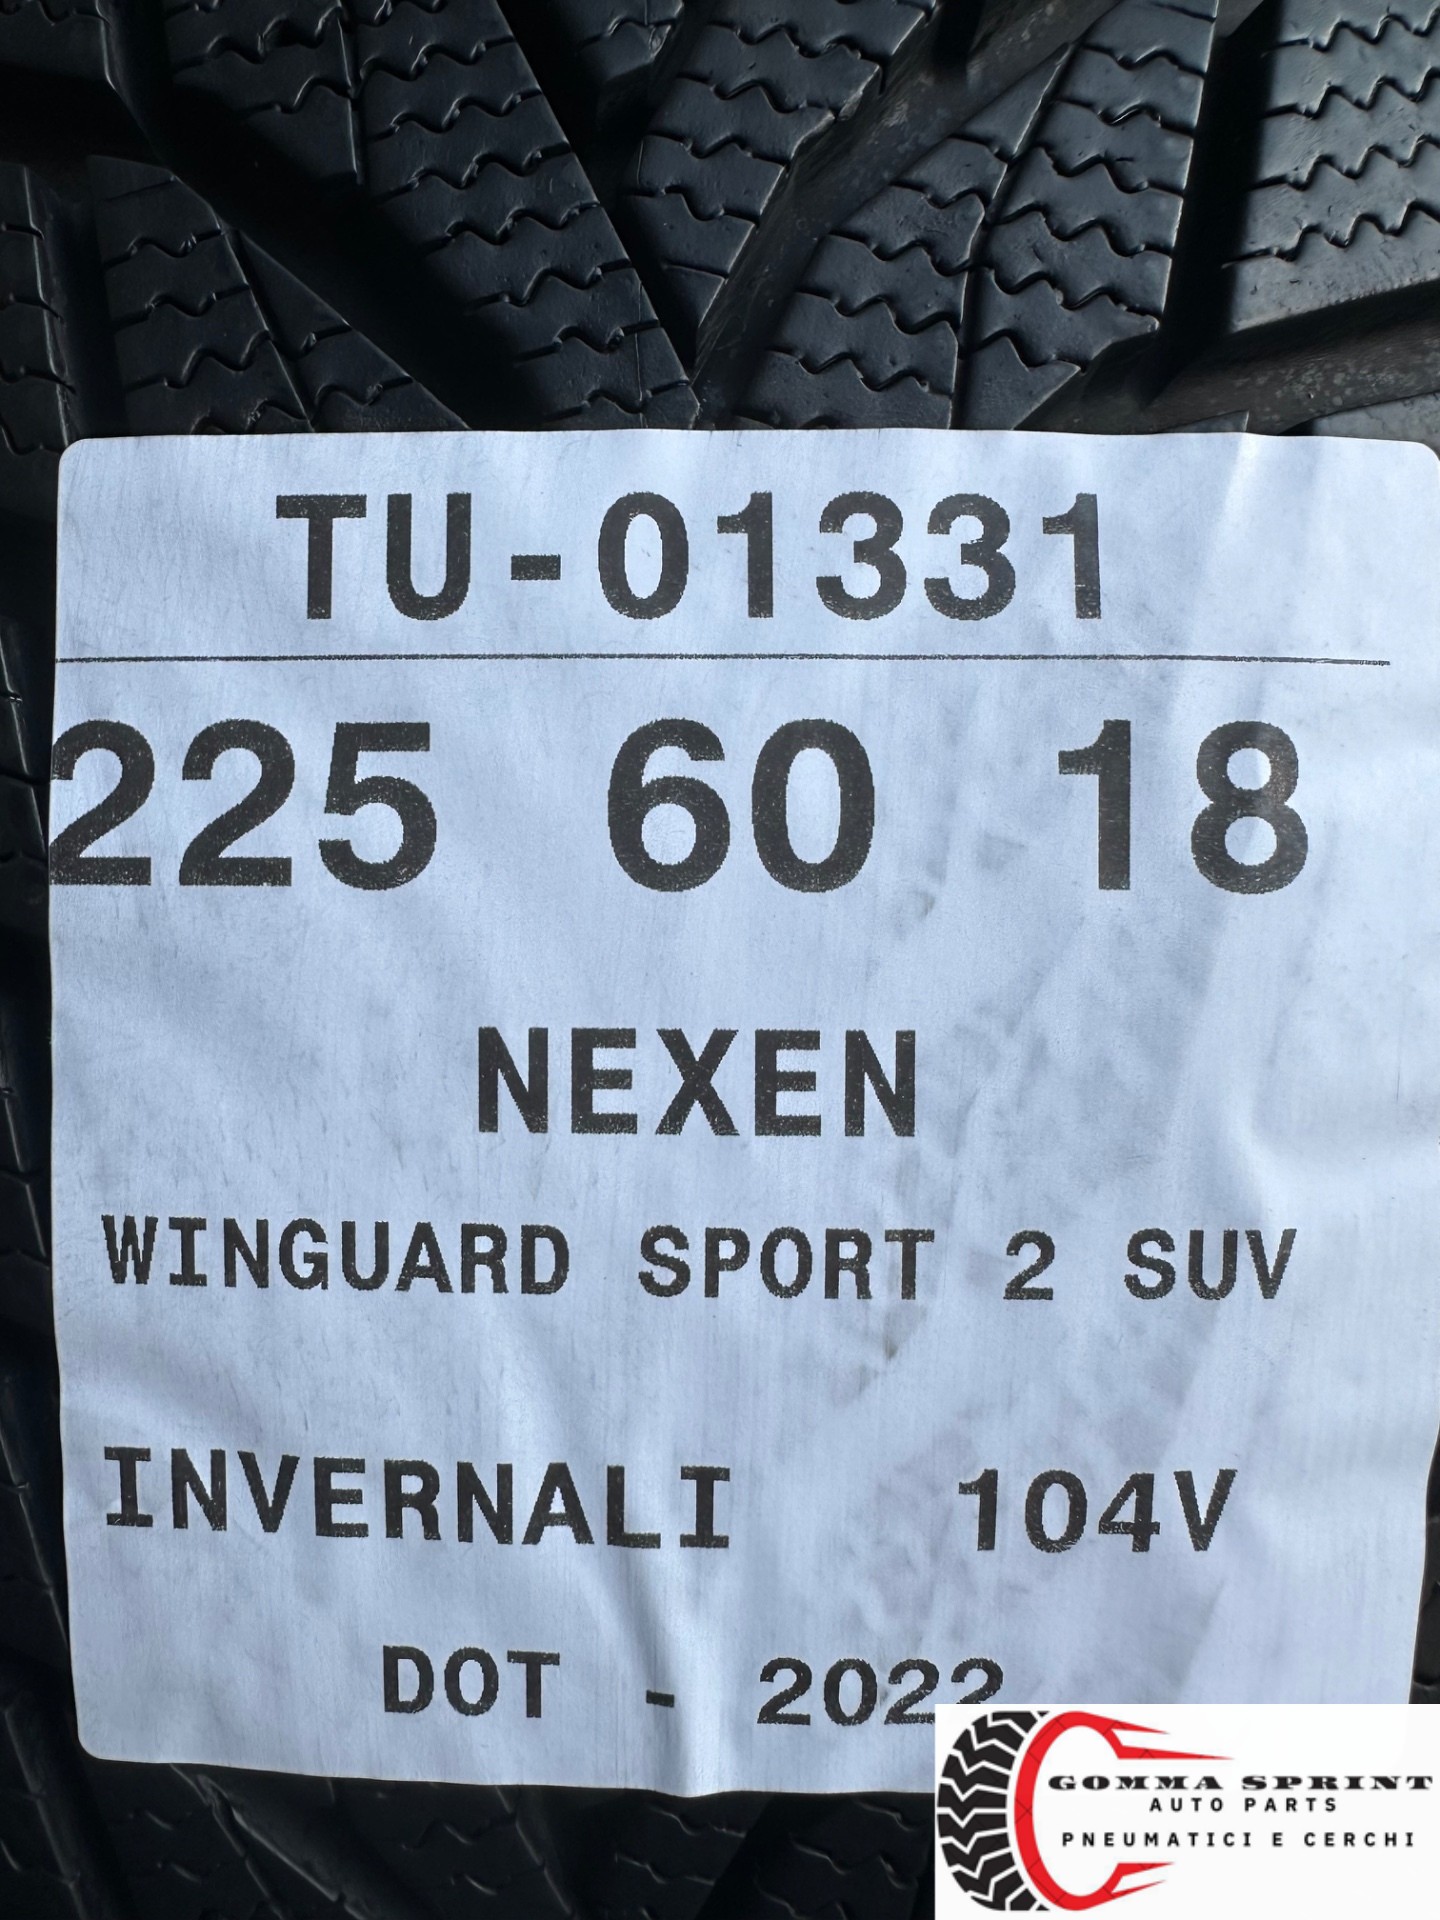 TU-01331
225 60 18
NEXEN
WINGUARD SPORT 2 SUV
INVERNALI 104V
DOT - 2022
GOMMA SPRINT
AUTO PARTS
PNEUMATICI E CERCHI